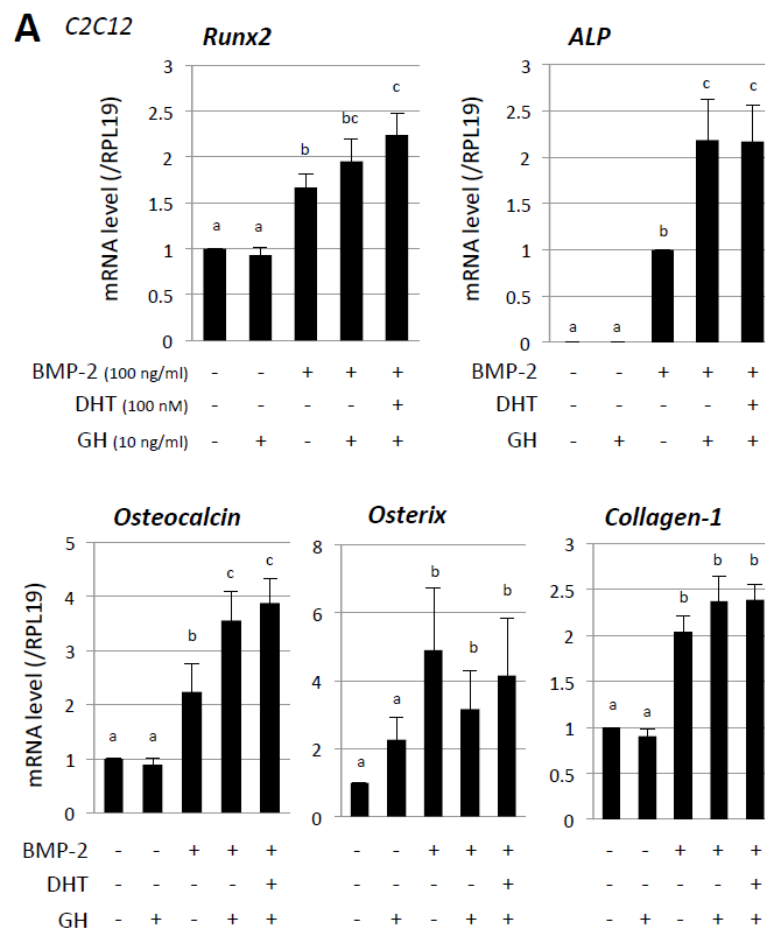 A C2C12
Runx2
ALP
mRNA level (/RPL19)
3
2.5
2
1.5
1
0.5
0
a a b bc c
mRNA level (/RPL19)
3
2.5
2
1.5
1
0.5
0
a a b c c
BMP-2 (100 ng/ml) - - + + +
DHT (100 nM) - - - - +
GH (10 ng/ml) - + - + +
BMP-2 - - + + +
DHT - - - - +
GH - + - + +
Osteocalcin
Osterix
Collagen-1
mRNA level (/RPL19)
5
4
3
2
1
0
a a b c c
8
6
4
2
0
a a b b b
3
2.5
2
1.5
1
0.5
0
a a b b b
BMP-2 - - + + + - - + + + - - + + +
DHT - - - - + - - - - + - - - - +
GH - + - + + - + - + + - + - + +